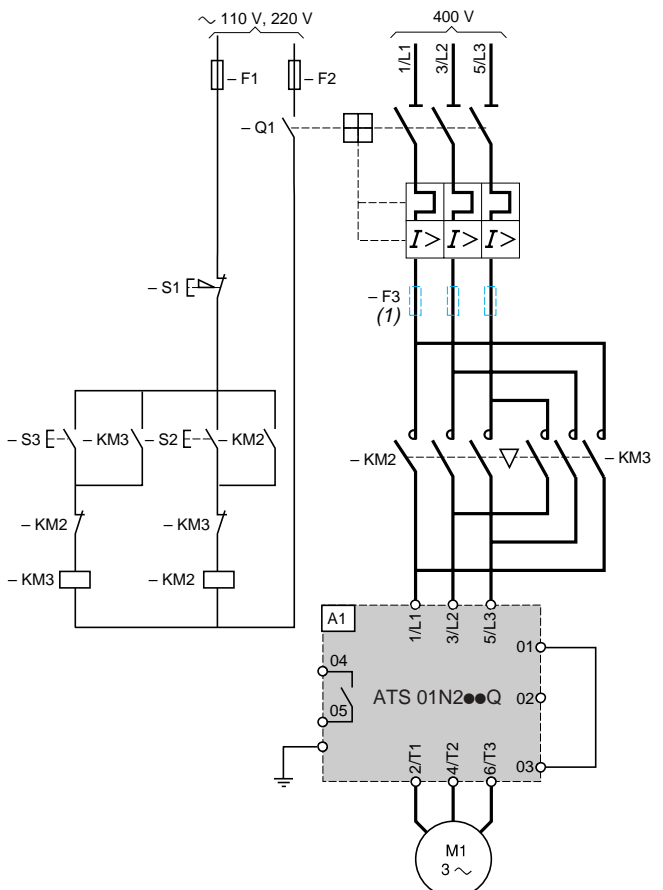 ∼ 110 V, 220 V
400 V
1/L1
3/L2
5/L3
– F1
– F2
– Q1
I>
I>
I>
– S1
– F3
(1)
– S3
– KM3
– S2
– KM2
– KM2
– KM3
– KM2
– KM3
– KM3
– KM2
A1
1/L1
3/L2
5/L3
01
04
ATS 01N2●●Q
02
05
03
2/T1
4/T2
6/T3
M1
3 ∼